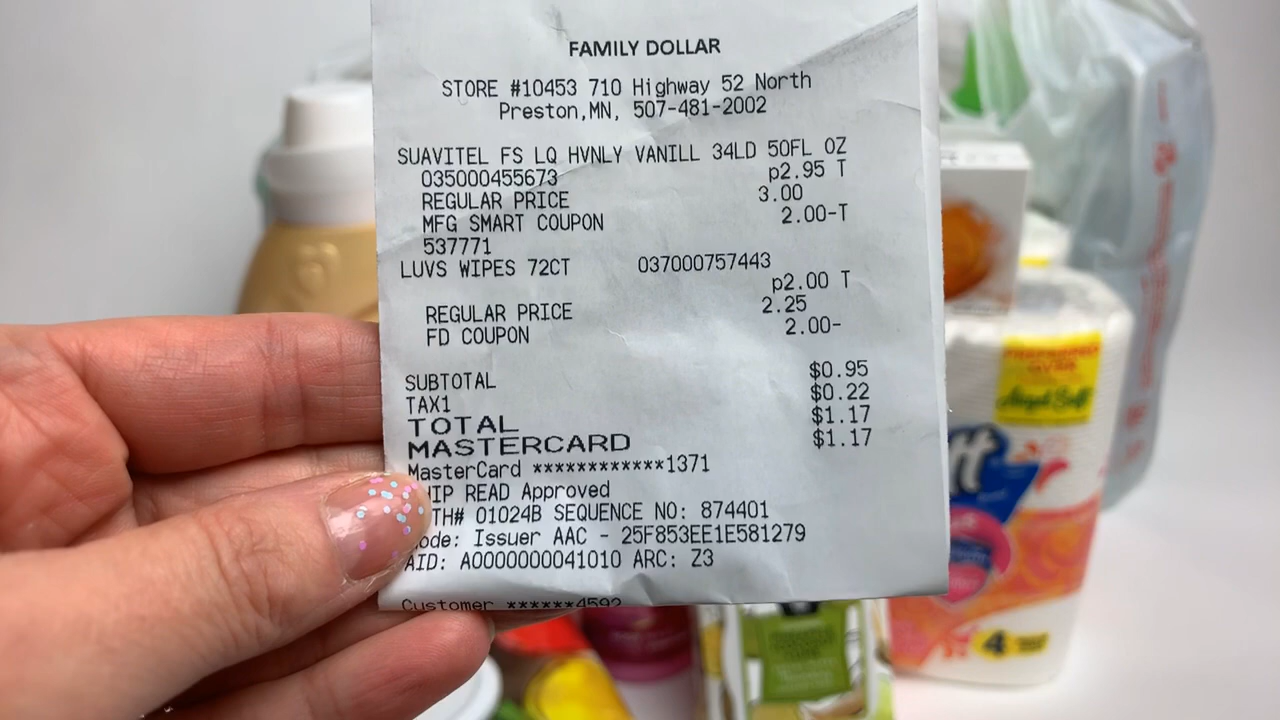 FAMILY DOLLAR
STORE #10453 710 Highway 52 North
Preston,MN, 507-481-2002
SUAVITEL FS LQ HVNLY VANILL 34LD 50FL OZ
035000455673 p2.95 T
REGULAR PRICE 3.00
MFG SMART COUPON 2.00-T
537771
LUVS WIPES 72CT 037000757443
p2.00 T
REGULAR PRICE 2.25
FD COUPON 2.00-
SUBTOTAL $0.95
TAX1 $0.22
TOTAL $1.17
MASTERCARD $1.17
MasterCard ************1371
IP READ Approved
TH# 01024B SEQUENCE NO: 874401
ode: Issuer AAC - 25F853EE1E581279
AID: A0000000041010 ARC: Z3
Customer ******4592
Angel Soft
4